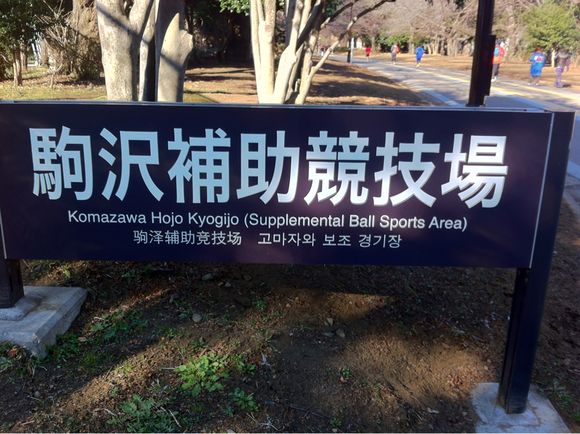 駒沢補助競技場
Komazawa Hojo Kyogijo (Supplemental Ball Sports Area)
驹泽辅助竞技场 고마자와 보조 경기장